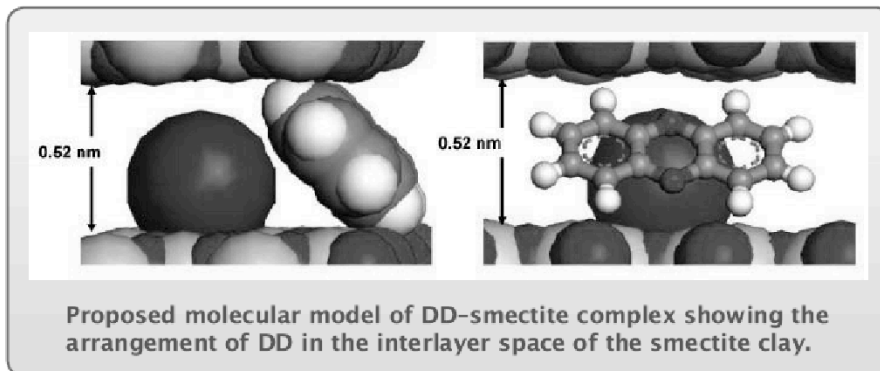 0.52 nm
0.52 nm
Proposed molecular model of DD-smectite complex showing the
arrangement of DD in the interlayer space of the smectite clay.